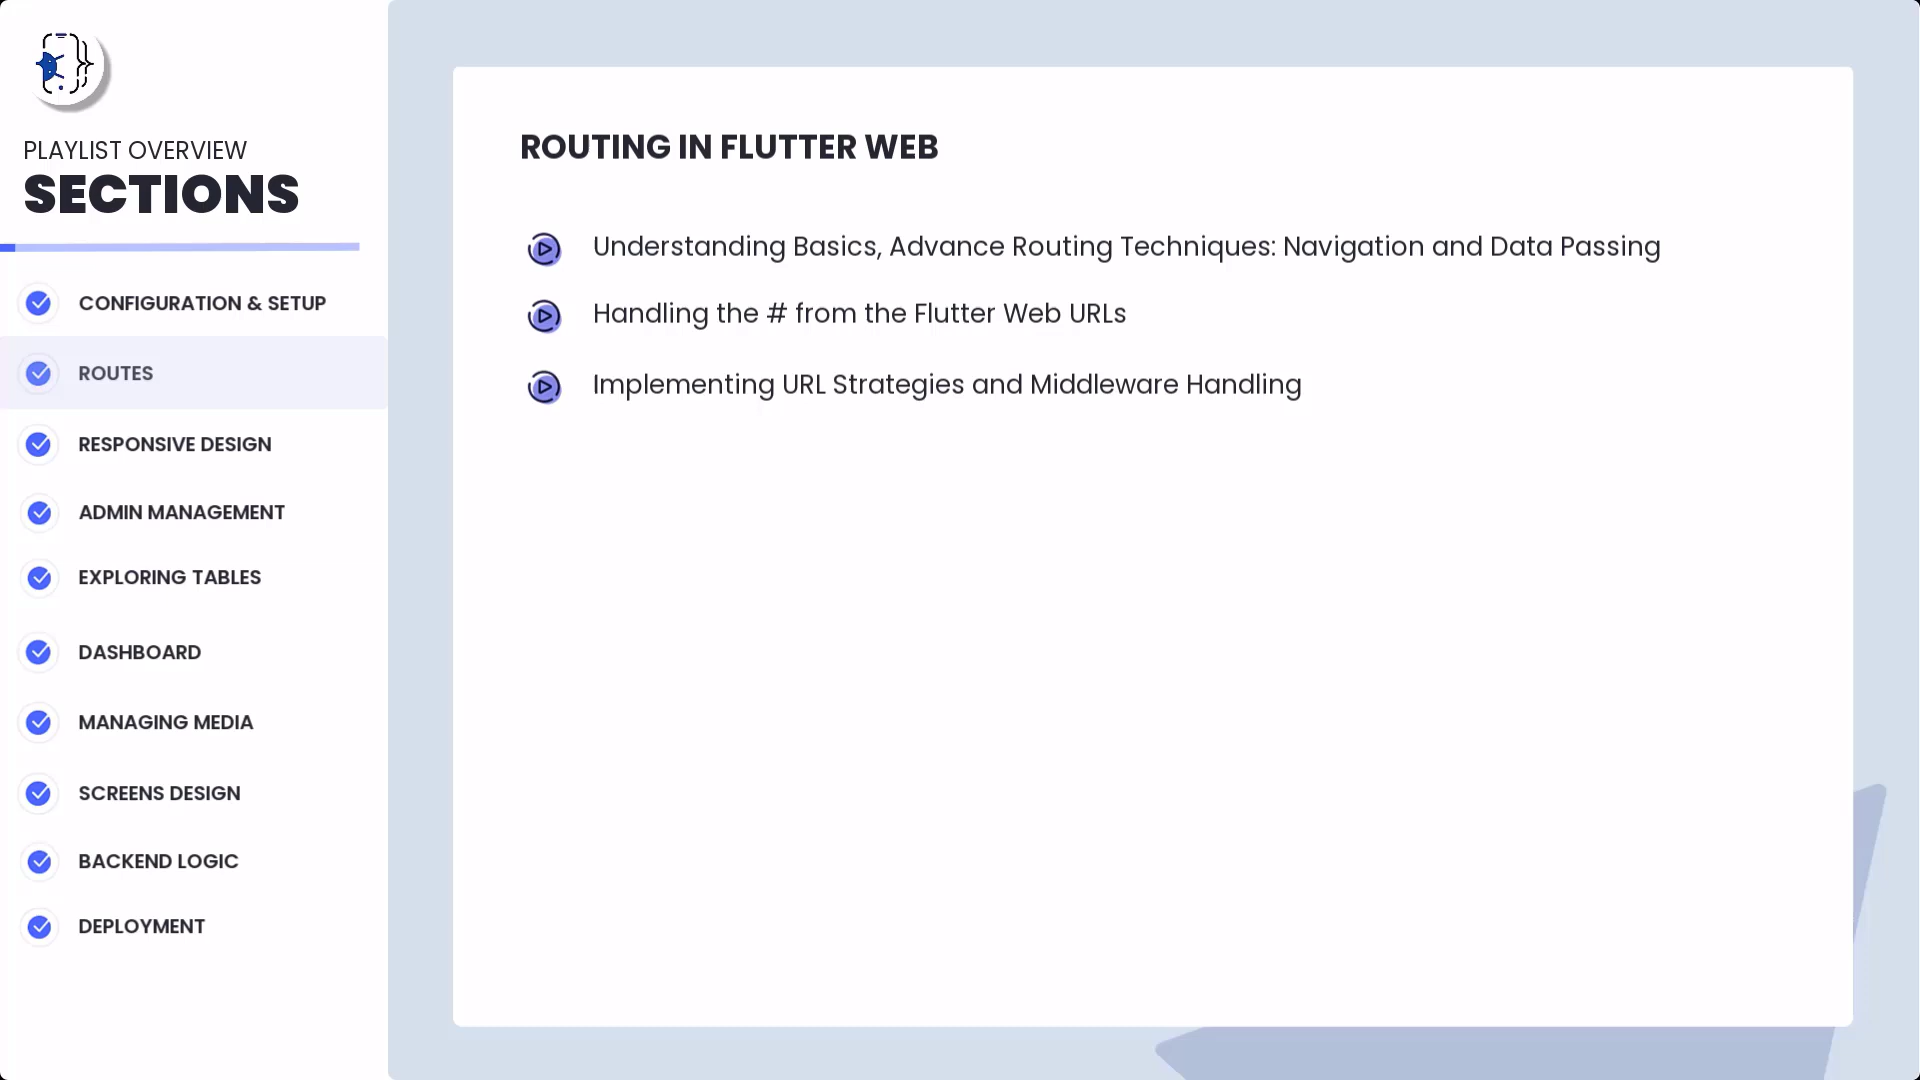 PLAYLIST OVERVIEW
SECTIONS
CONFIGURATION & SETUP
ROUTES
RESPONSIVE DESIGN
ADMIN MANAGEMENT
EXPLORING TABLES
DASHBOARD
MANAGING MEDIA
SCREENS DESIGN
BACKEND LOGIC
DEPLOYMENT
ROUTING IN FLUTTER WEB
Understanding Basics, Advance Routing Techniques: Navigation and Data Passing
Handling the # from the Flutter Web URLs
Implementing URL Strategies and Middleware Handling